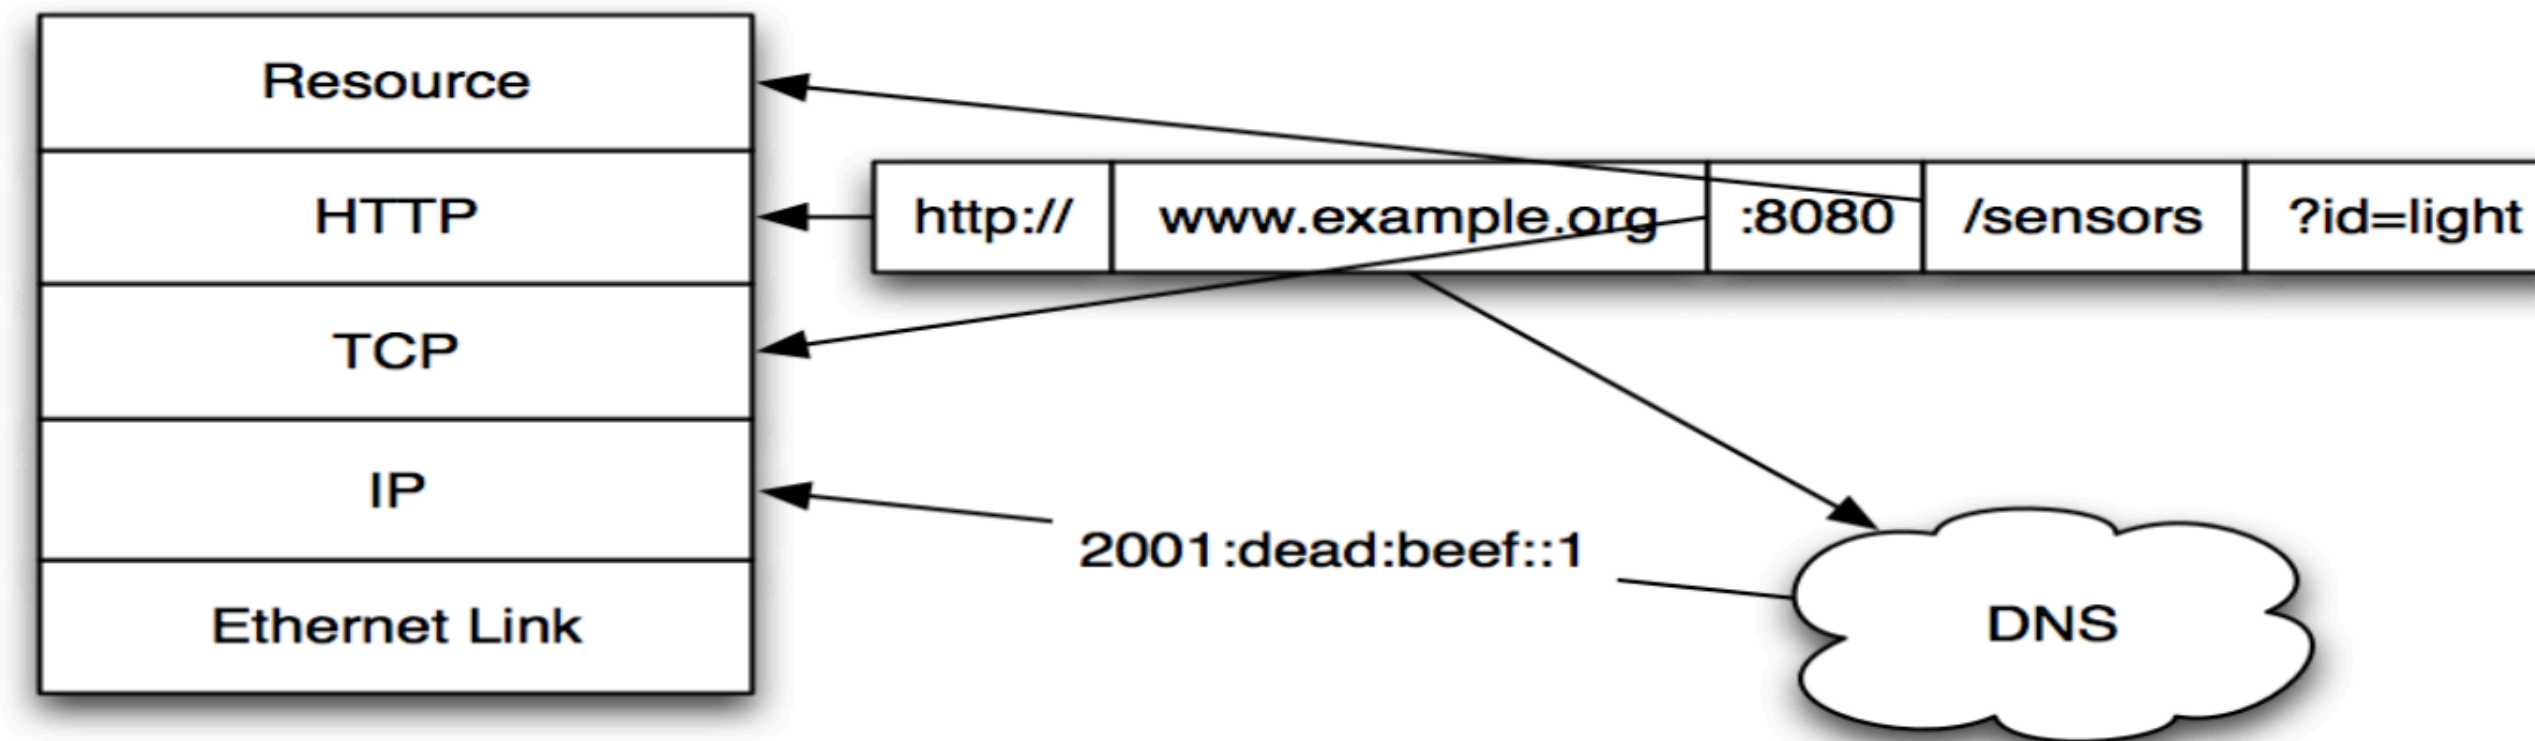 Resource
HTTP
TCP
IP
Ethernet Link
http:// www.example.org :8080 /sensors ?id=light
2001:dead:beef::1
DNS